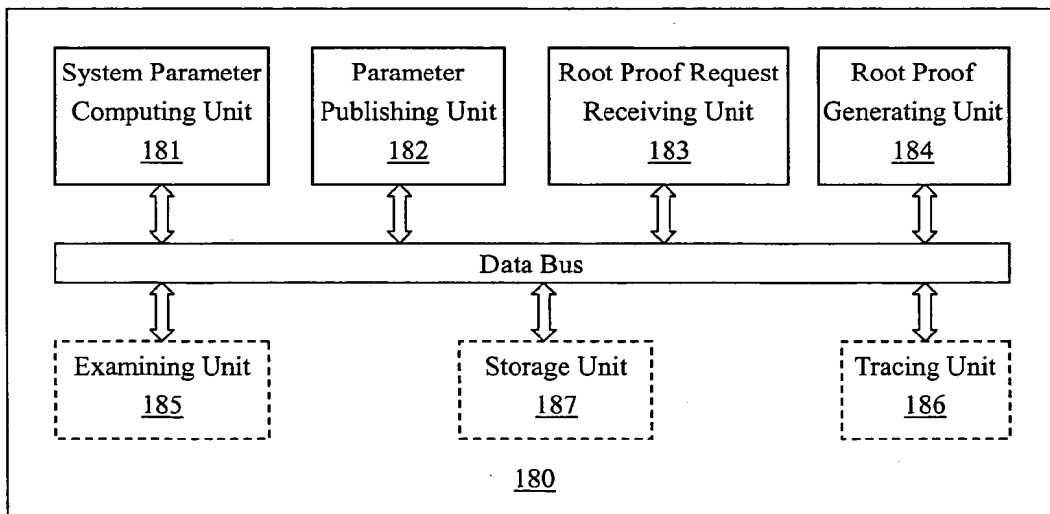 System Parameter
Computing Unit
181
Parameter
Publishing Unit
182
Root Proof Request
Receiving Unit
183
Root Proof
Generating Unit
184
Data Bus
Examining Unit
185
Storage Unit
187
Tracing Unit
186
180